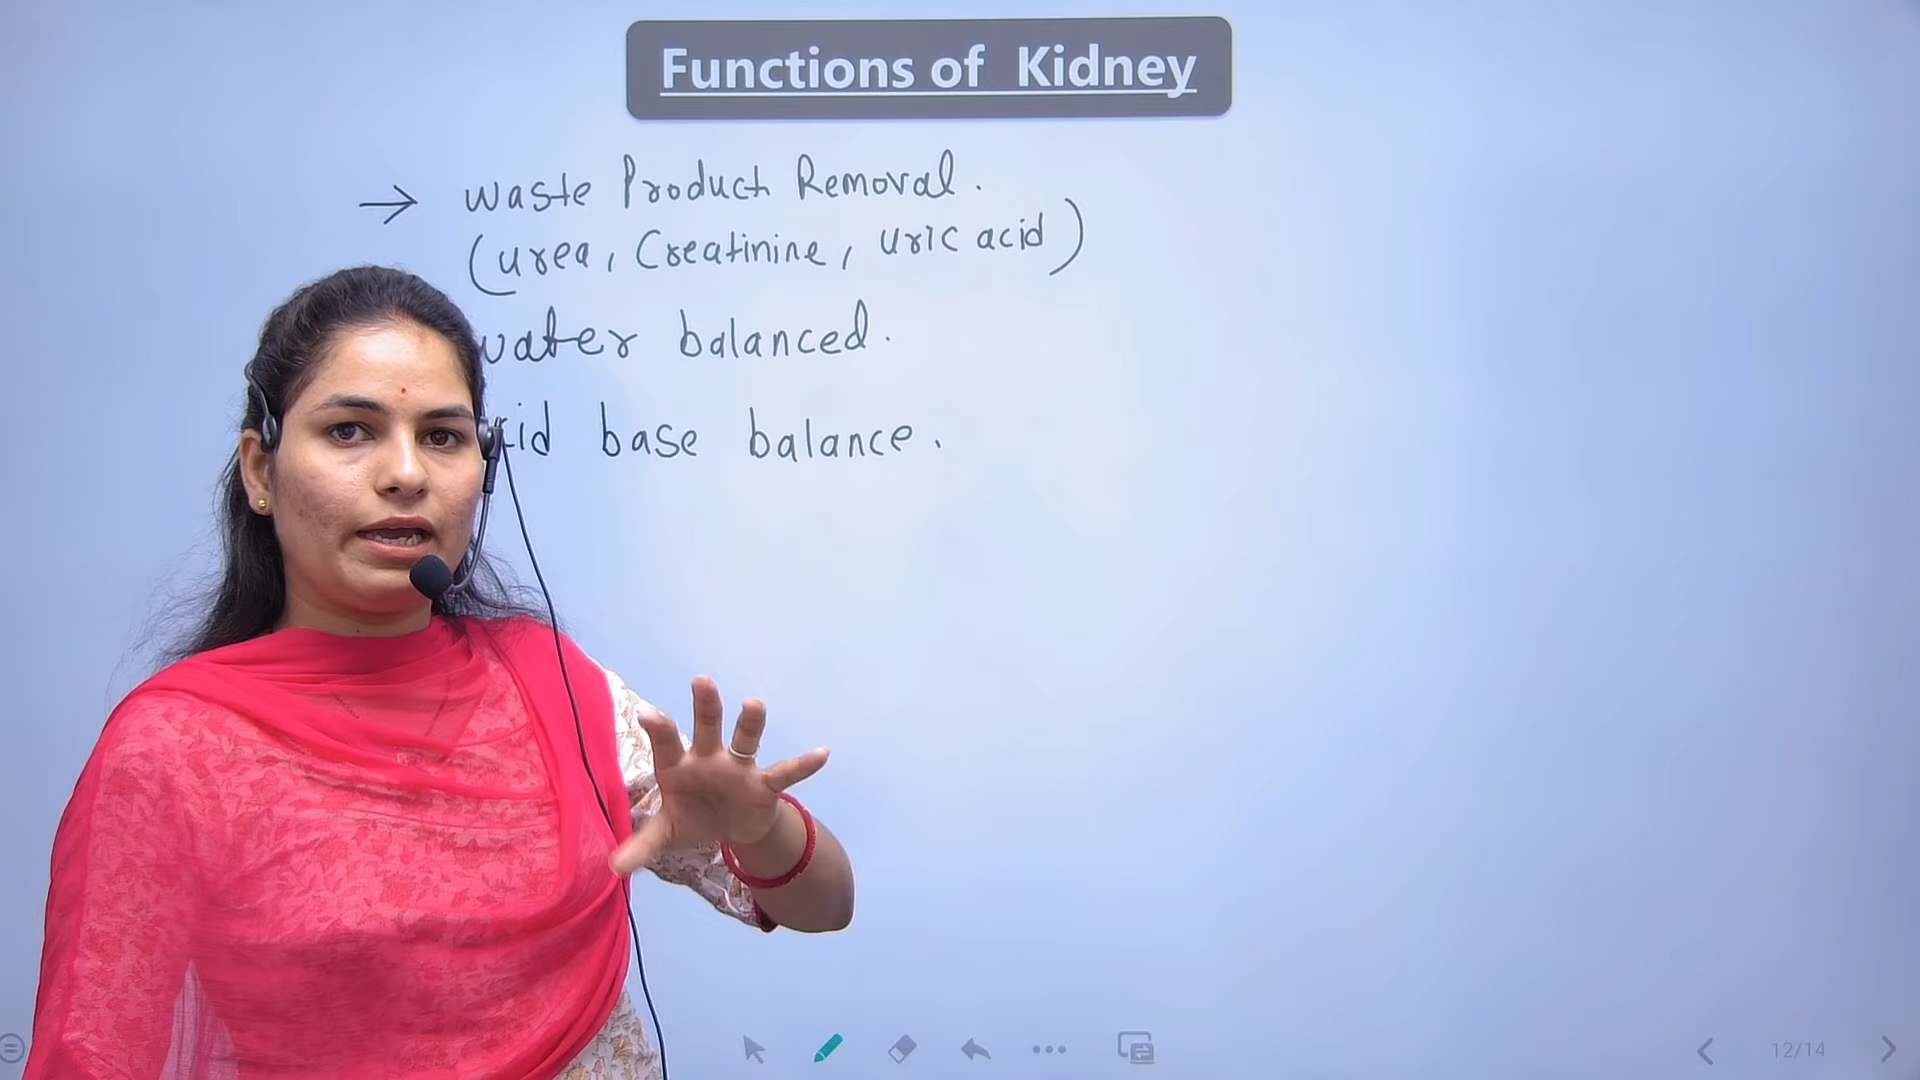 Functions of Kidney
→ waste Product Removal.
(urea, Creatinine, uric acid)
water balanced.
base balance.
12/14